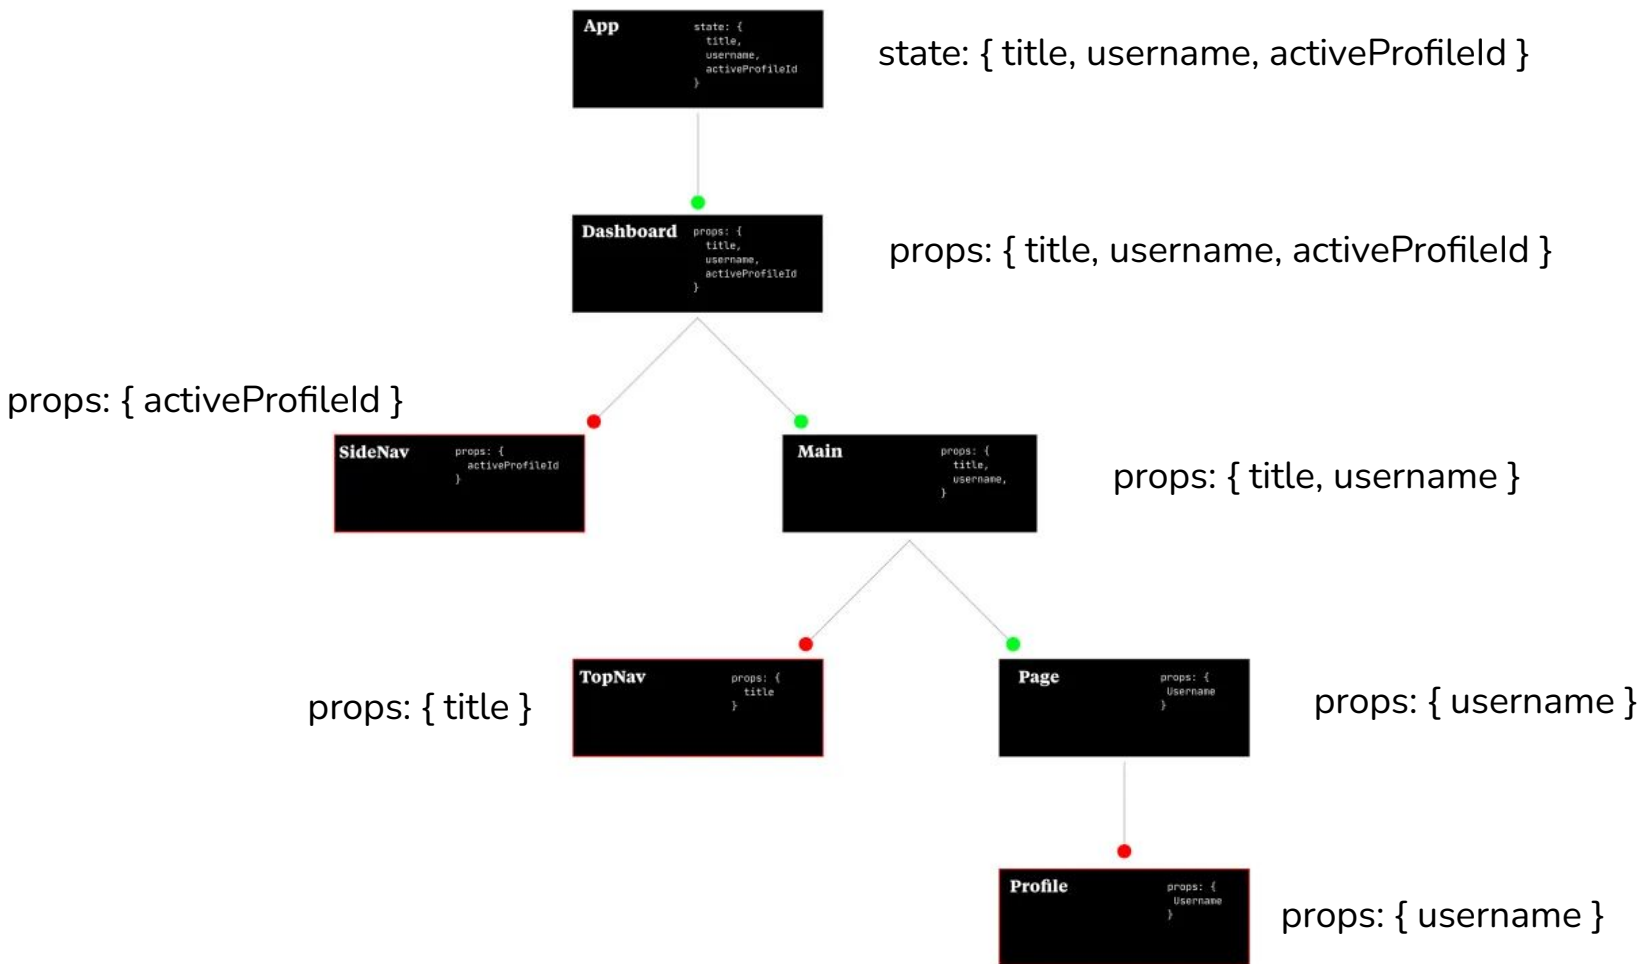 App
state: {
title,
username,
activeProfileId
}
state: { title, username, activeProfileId }
Dashboard
props: {
title,
username,
activeProfileId
}
props: { title, username, activeProfileId }
props: { activeProfileId }
SideNav
props: {
activeProfileId
}
Main
props: {
title,
username,
}
props: { title, username }
props: { title }
TopNav
props: {
title
}
Page
props: {
Username
}
props: { username }
Profile
props: {
Username
}
props: { username }